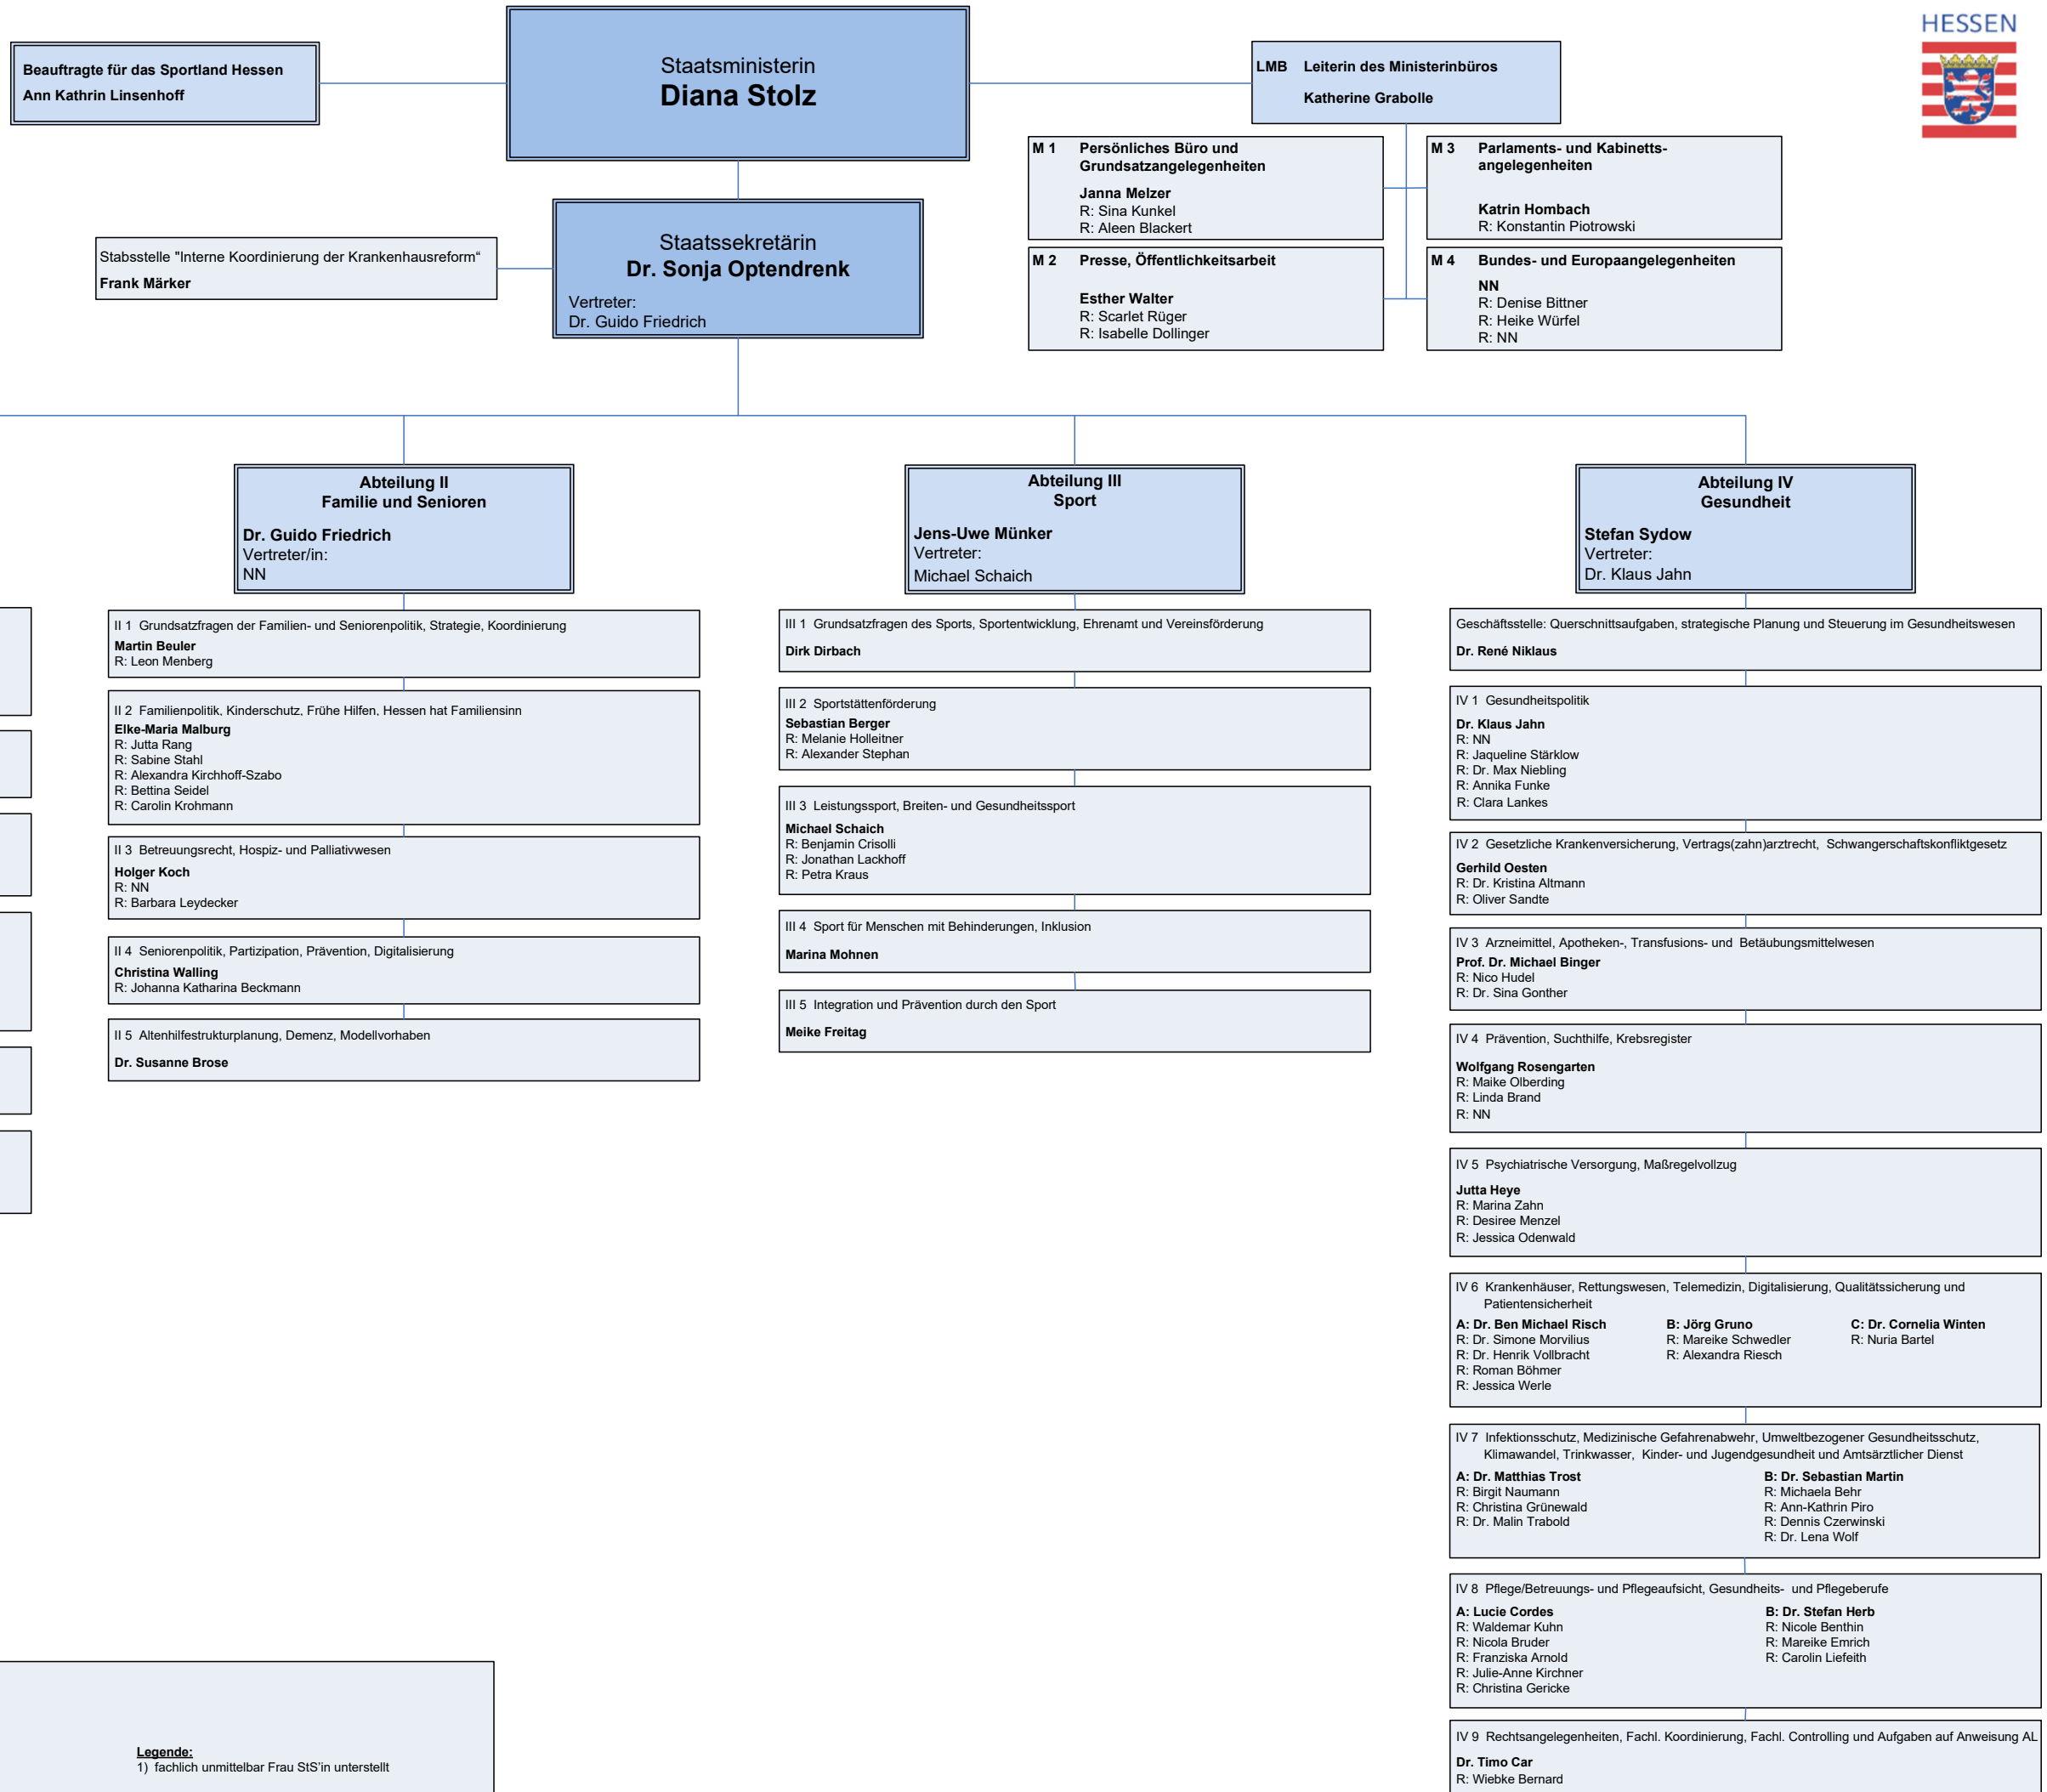 HESSEN
Beauftragte für das Sportland Hessen
Ann Kathrin Linsenhoff
Staatsministerin
Diana Stolz
LMB Leiterin des Ministerinbüros
Katherine Grabolle
M 1 Persönliches Büro und
Grundsatzangelegenheiten
Janna Melzer
R: Sina Kunkel
R: Aleen Blackert
M 3 Parlaments- und Kabinetts-
angelegenheiten
Katrin Hombach
R: Konstantin Piotrowski
M 2 Presse, Öffentlichkeitsarbeit
Esther Walter
R: Scarlet Rüger
R: Isabelle Dollinger
M 4 Bundes- und Europaangelegenheiten
NN
R: Denise Bittner
R: Heike Würfel
R: NN
Stabsstelle "Interne Koordinierung der Krankenhausreform“
Frank Märker
Staatssekretärin
Dr. Sonja Optendrenk
Vertreter:
Dr. Guido Friedrich
Abteilung II
Familie und Senioren
Dr. Guido Friedrich
Vertreter/in:
NN
II 1 Grundsatzfragen der Familien- und Seniorenpolitik, Strategie, Koordinierung
Martin Beuler
R: Leon Menberg
II 2 Familienpolitik, Kinderschutz, Frühe Hilfen, Hessen hat Familiensinn
Elke-Maria Malburg
R: Jutta Rang
R: Sabine Stahl
R: Alexandra Kirchhoff-Szabo
R: Bettina Seidel
R: Carolin Krohmann
II 3 Betreuungsrecht, Hospiz- und Palliativwesen
Holger Koch
R: NN
R: Barbara Leydecker
II 4 Seniorenpolitik, Partizipation, Prävention, Digitalisierung
Christina Walling
R: Johanna Katharina Beckmann
II 5 Altenhilfestrukturplanung, Demenz, Modellvorhaben
Dr. Susanne Brose
Abteilung III
Sport
Jens-Uwe Münker
Vertreter:
Michael Schaich
III 1 Grundsatzfragen des Sports, Sportentwicklung, Ehrenamt und Vereinsförderung
Dirk Dirbach
III 2 Sportstättenförderung
Sebastian Berger
R: Melanie Holleitner
R: Alexander Stephan
III 3 Leistungssport, Breiten- und Gesundheitssport
Michael Schaich
R: Benjamin Crisolli
R: Jonathan Lackhoff
R: Petra Kraus
III 4 Sport für Menschen mit Behinderungen, Inklusion
Marina Mohnen
III 5 Integration und Prävention durch den Sport
Meike Freitag
Abteilung IV
Gesundheit
Stefan Sydow
Vertreter:
Dr. Klaus Jahn
Geschäftsstelle: Querschnittsaufgaben, strategische Planung und Steuerung im Gesundheitswesen
Dr. René Niklaus
IV 1 Gesundheitspolitik
Dr. Klaus Jahn
R: NN
R: Jaqueline Stärklow
R: Dr. Max Niebling
R: Annika Funke
R: Clara Lankes
IV 2 Gesetzliche Krankenversicherung, Vertrags(zahn)arztrecht, Schwangerschaftskonfliktgesetz
Gerhild Oesten
R: Dr. Kristina Altmann
R: Oliver Sandte
IV 3 Arzneimittel, Apotheken-, Transfusions- und Betäubungsmittelwesen
Prof. Dr. Michael Binger
R: Nico Hudel
R: Dr. Sina Gonther
IV 4 Prävention, Suchthilfe, Krebsregister
Wolfgang Rosengarten
R: Maike Olberding
R: Linda Brand
R: NN
IV 5 Psychiatrische Versorgung, Maßregelvollzug
Jutta Heye
R: Marina Zahn
R: Desiree Menzel
R: Jessica Odenwald
IV 6 Krankenhäuser, Rettungswesen, Telemedizin, Digitalisierung, Qualitätssicherung und
Patientensicherheit
A: Dr. Ben Michael Risch
R: Dr. Simone Morvilius
R: Dr. Henrik Vollbracht
R: Roman Böhmer
R: Jessica Werle
B: Jörg Gruno
R: Mareike Schwedler
R: Alexandra Riesch
C: Dr. Cornelia Winten
R: Nuria Bartel
IV 7 Infektionsschutz, Medizinische Gefahrenabwehr, Umweltbezogener Gesundheitsschutz,
Klimawandel, Trinkwasser, Kinder- und Jugendgesundheit und Amtsärztlicher Dienst
A: Dr. Matthias Trost
R: Birgit Naumann
R: Christina Grünewald
R: Dr. Malin Trabold
B: Dr. Sebastian Martin
R: Michaela Behr
R: Ann-Kathrin Piro
R: Dennis Czerwinski
R: Dr. Lena Wolf
IV 8 Pflege/Betreuungs- und Pflegeaufsicht, Gesundheits- und Pflegeberufe
A: Lucie Cordes
R: Waldemar Kuhn
R: Nicola Bruder
R: Franziska Arnold
R: Julie-Anne Kirchner
R: Christina Gericke
B: Dr. Stefan Herb
R: Nicole Benthin
R: Mareike Emrich
R: Carolin Liefeith
IV 9 Rechtsangelegenheiten, Fachl. Koordinierung, Fachl. Controlling und Aufgaben auf Anweisung AL
Dr. Timo Car
R: Wiebke Bernard
Legende:
1) fachlich unmittelbar Frau StS’in unterstellt